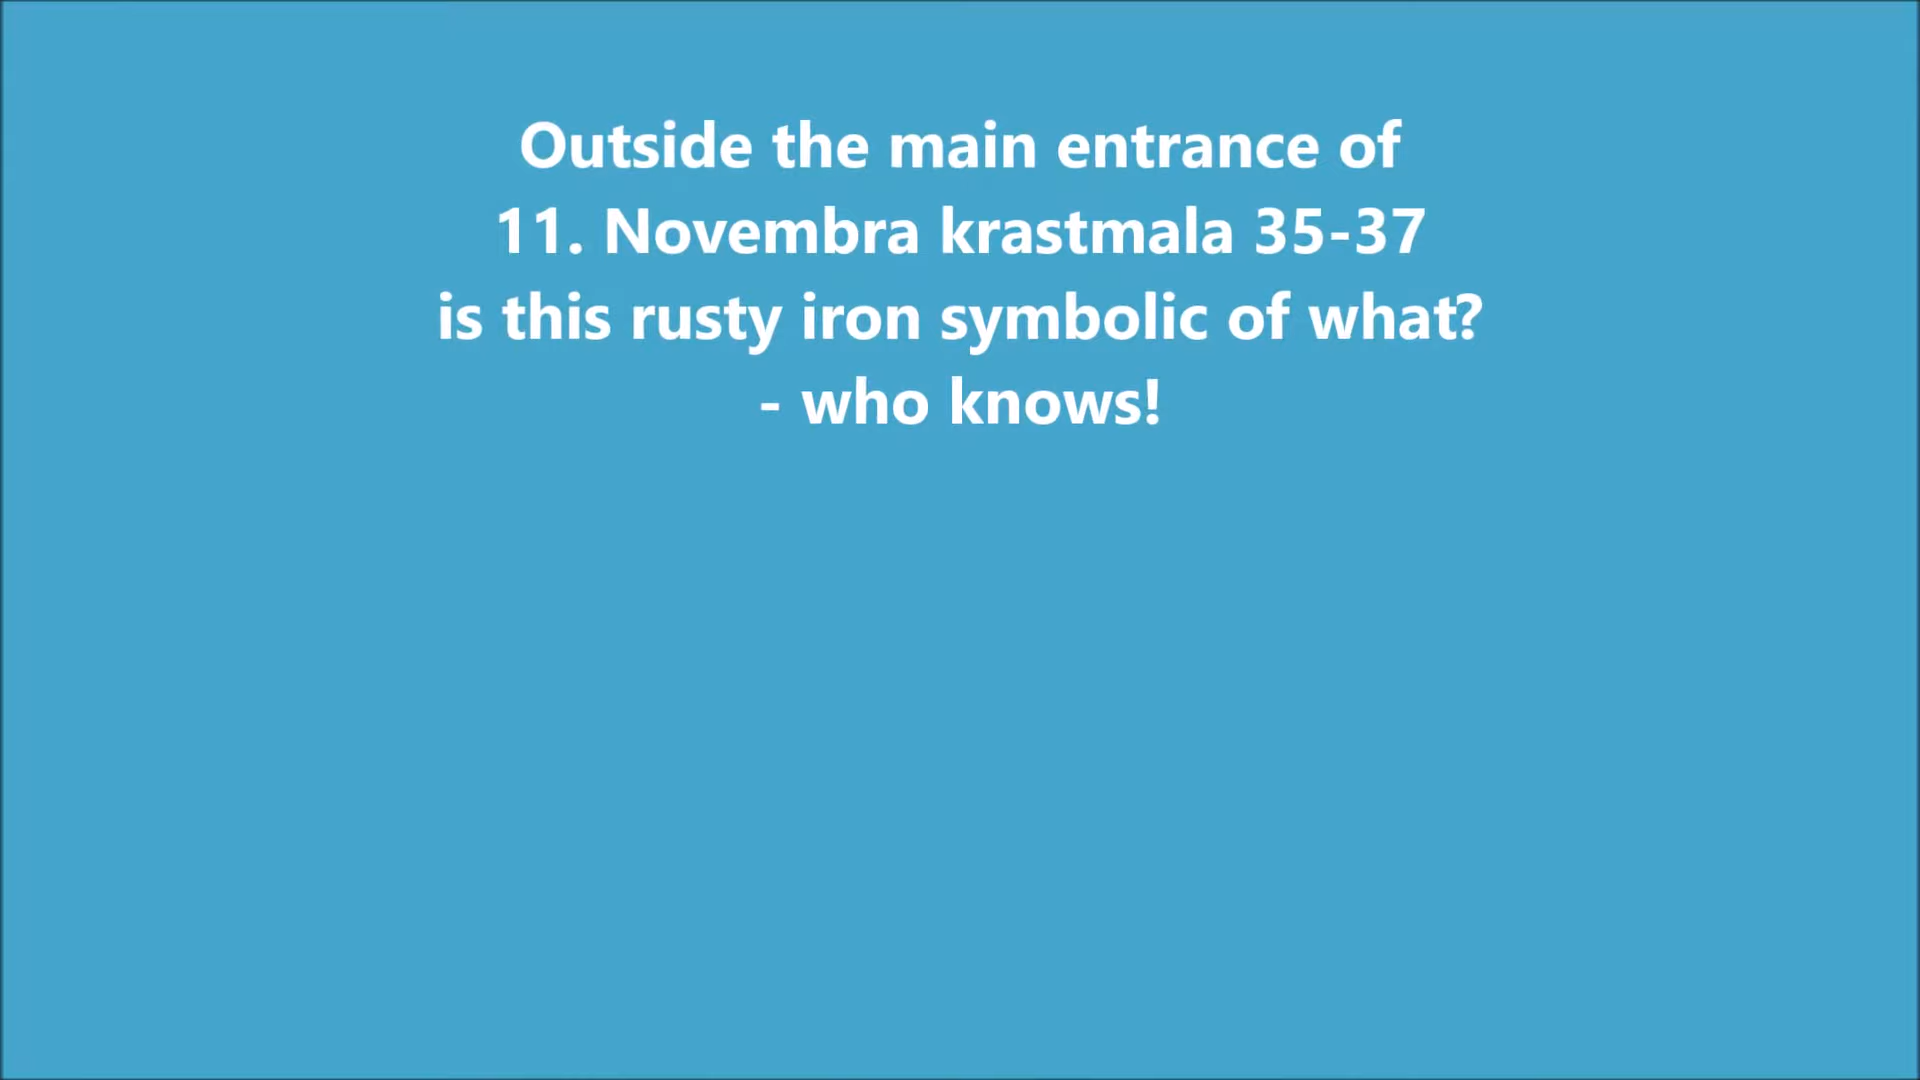 Outside the main entrance of
11. Novembra krastmala 35-37
is this rusty iron symbolic of what?
- who knows!